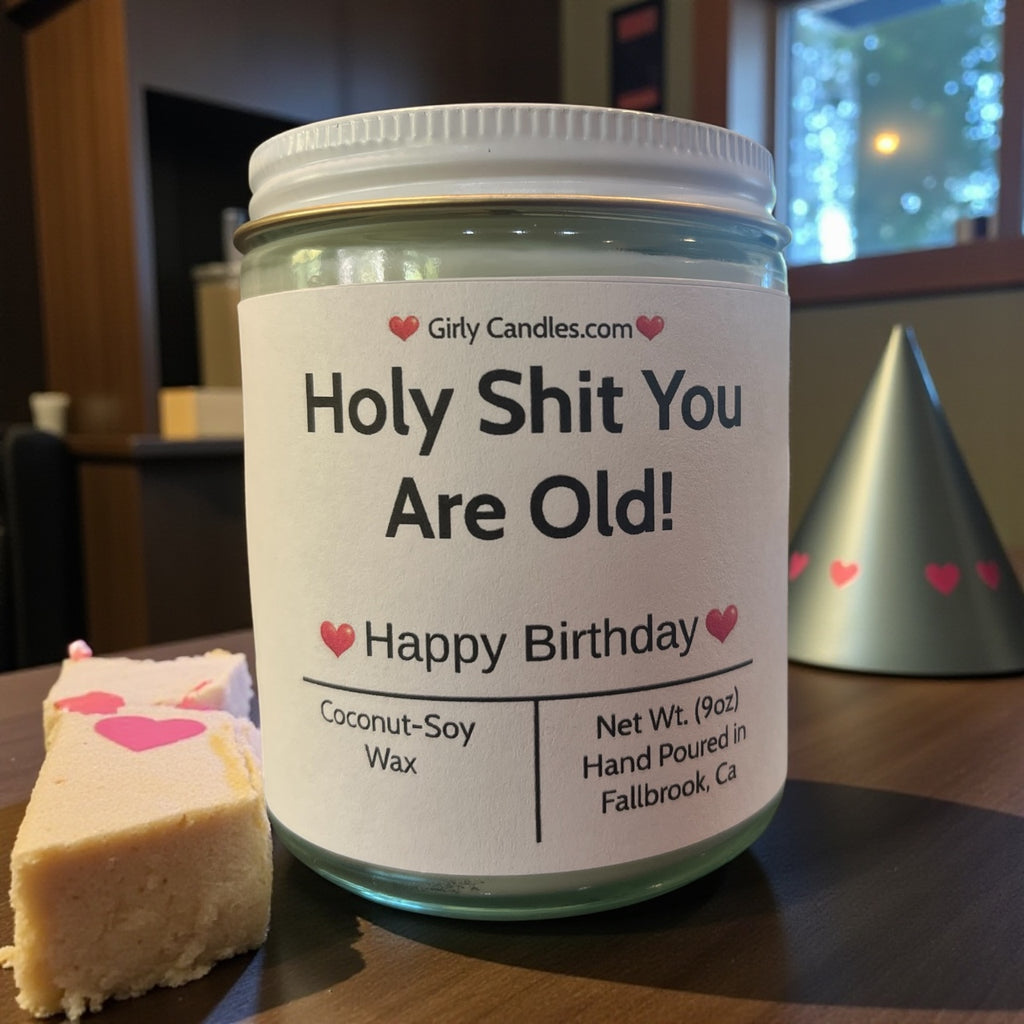 ❤️ Girly Candles.com ❤️
Holy Shit You
Are Old!
❤️ Happy Birthday ❤️
Coconut-Soy
Wax
Net Wt. (9oz)
Hand Poured in
Fallbrook, Ca